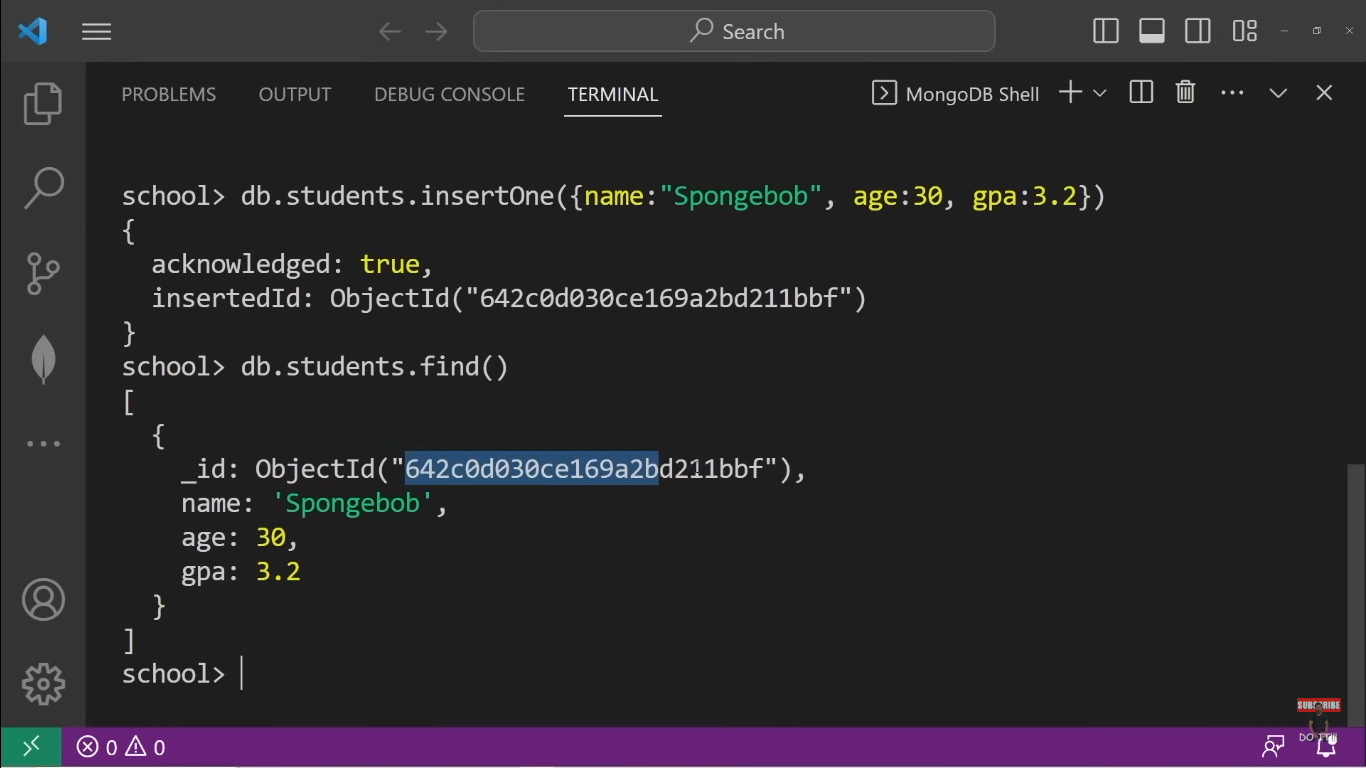 Search
PROBLEMS OUTPUT DEBUG CONSOLE TERMINAL MongoDB Shell
school> db.students.insertOne({name:"Spongebob", age:30, gpa:3.2})
{
acknowledged: true,
insertedId: ObjectId("642c0d030ce169a2bd211bbf")
}
school> db.students.find()
[
{
_id: ObjectId("642c0d030ce169a2bd211bbf"),
name: 'Spongebob',
age: 30,
gpa: 3.2
}
]
school>
SUBSCRIBE
0 0